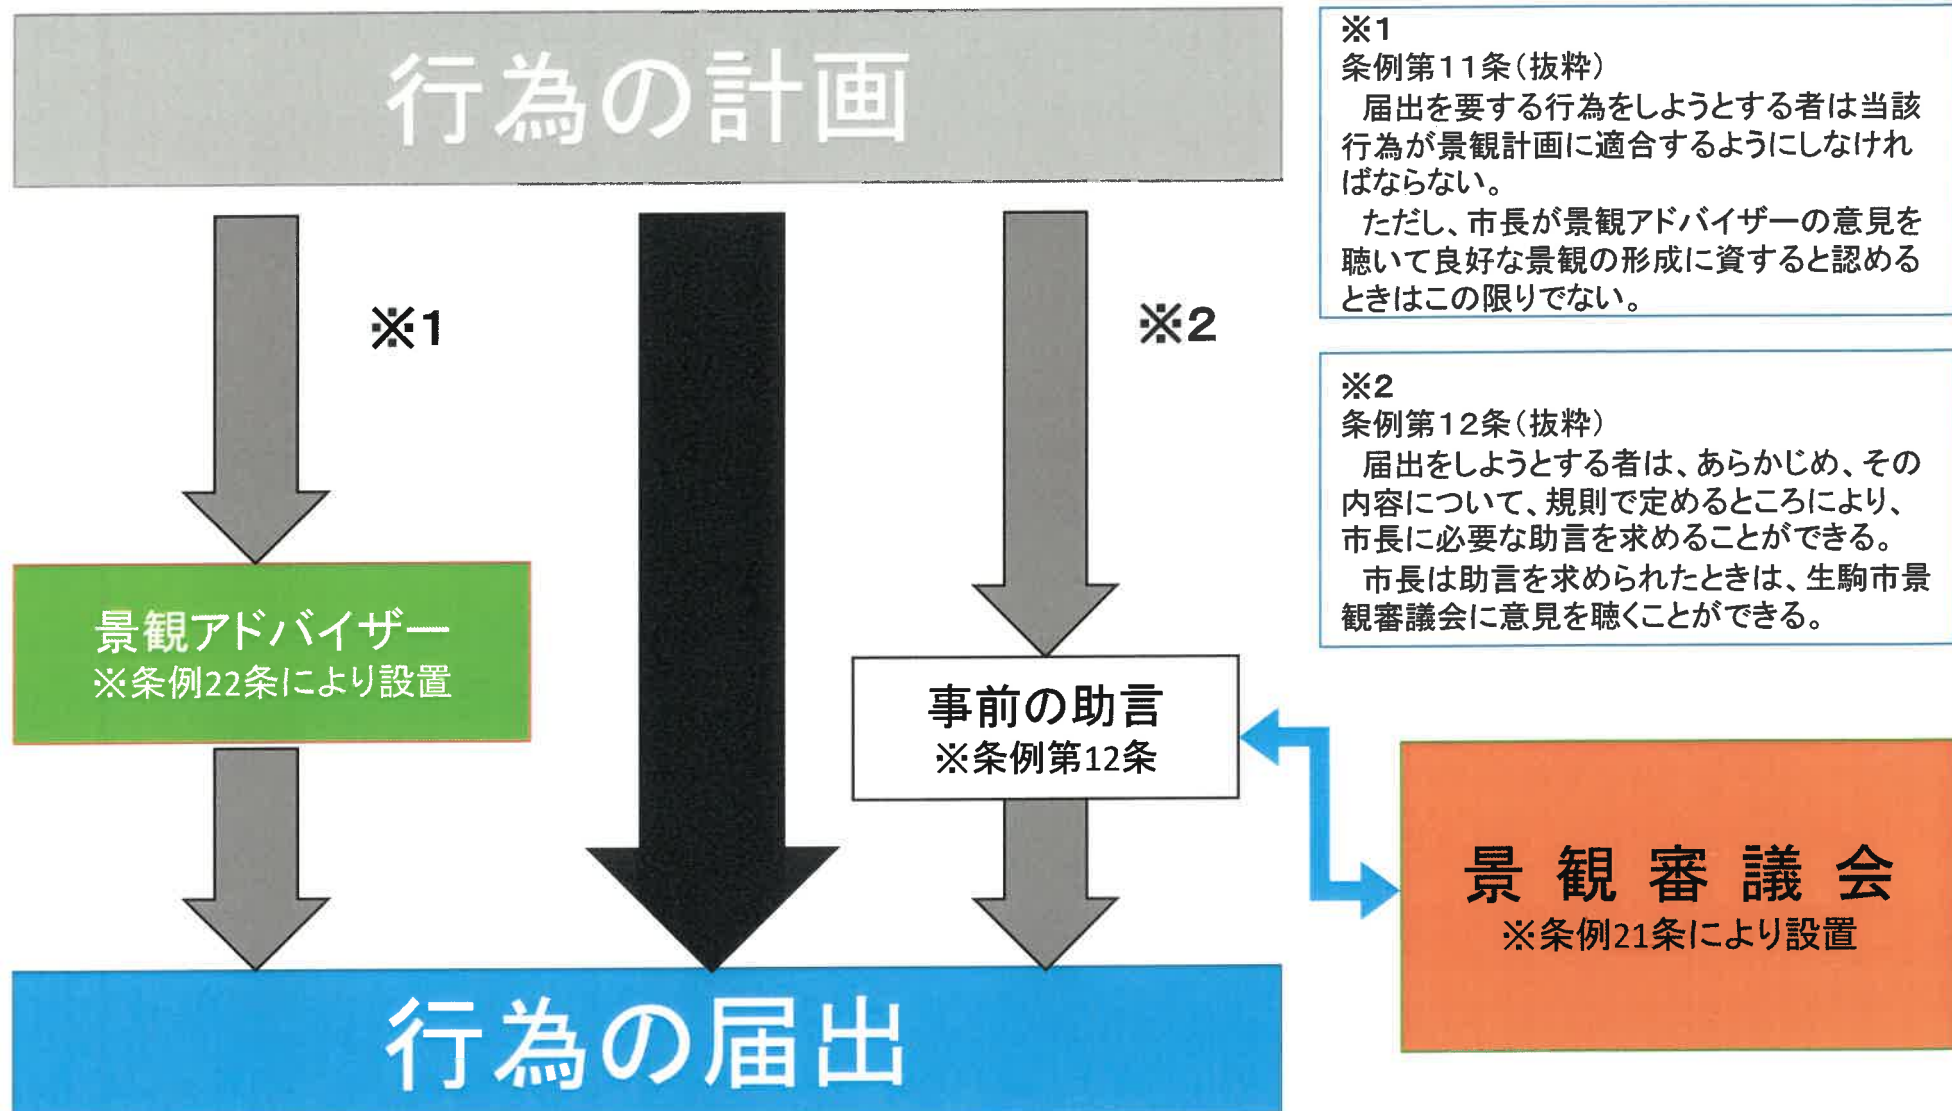 行為の計画
※1
※2
景観アドバイザー
※条例22条により設置
事前の助言
※条例第12条
行為の届出
※1
条例第11条(抜粋)
届出を要する行為をしようとする者は当該
行為が景観計画に適合するようにしなけれ
ばならない。
ただし、市長が景観アドバイザーの意見を
聴いて良好な景観の形成に資すると認める
ときはこの限りでない。
※2
条例第12条(抜粋)
届出をしようとする者は、あらかじめ、その
内容について、規則で定めるところにより、
市長に必要な助言を求めることができる。
市長は助言を求められたときは、生駒市景
観審議会に意見を聴くことができる。
景観審議会
※条例21条により設置